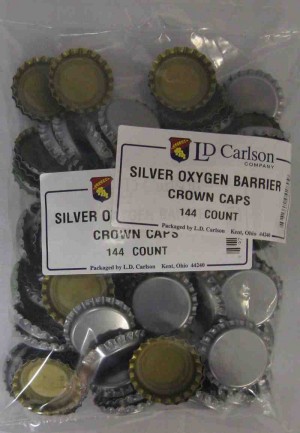 LD Carlson
COMPANY
SILVER OXYGEN BARRIER
CROWN CAPS
144 COUNT
Packaged by L.D. Carlson Kent, Ohio 44240
SILVER O
CROWN CAPS
144 COUNT
Packaged by L.D. Carlson Kent, Ohio 44240